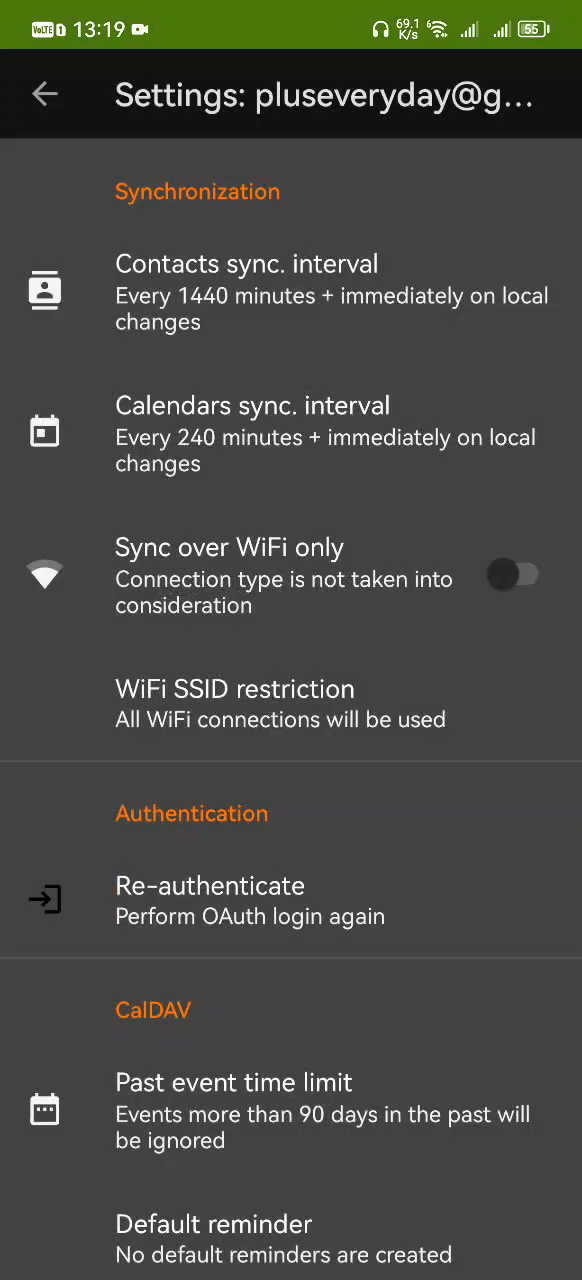 VoLTE 1 13:19 69.1 K/s 6 55
Settings: pluseveryday@g...
Synchronization
Contacts sync. interval
Every 1440 minutes + immediately on local
changes
Calendars sync. interval
Every 240 minutes + immediately on local
changes
Sync over WiFi only
Connection type is not taken into
consideration
WiFi SSID restriction
All WiFi connections will be used
Authentication
Re-authenticate
Perform OAuth login again
CalDAV
Past event time limit
Events more than 90 days in the past will
be ignored
Default reminder
No default reminders are created